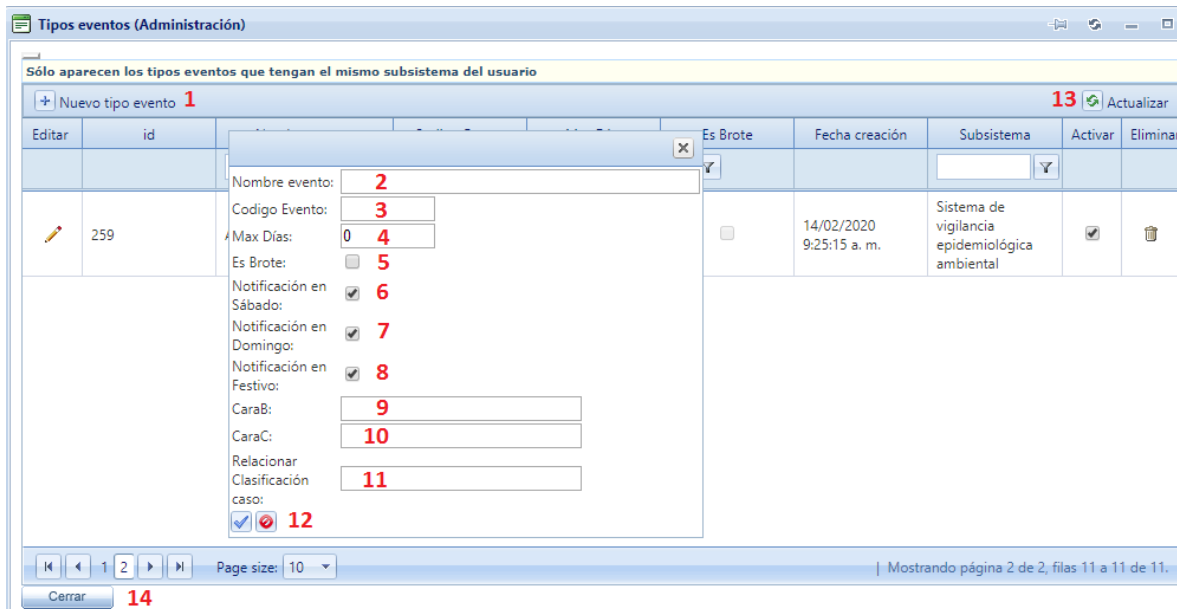 Tipos eventos (Administración)
Sólo aparecen los tipos eventos que tengan el mismo subsistema del usuario
Nuevo tipo evento 1
13 Actualizar
Editar id Es Brote Fecha creación Subsistema Activar Eliminar
Nombre evento: 2
Codigo Evento: 3
Max Días: 0 4
Es Brote: 5
Notificación en Sábado: 6
Notificación en Domingo: 7
Notificación en Festivo: 8
CaraB: 9
CaraC: 10
Relacionar Clasificación caso: 11
12
259
14/02/2020
9:25:15 a. m.
Sistema de
vigilancia
epidemiológica
ambiental
1 2 Page size: 10
| Mostrando página 2 de 2, filas 11 a 11 de 11.
Cerrar 14